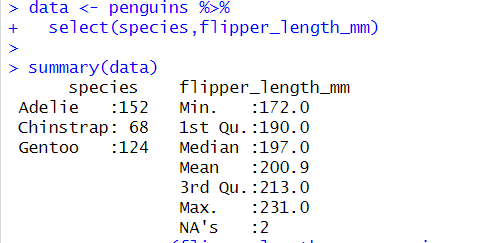 > data <- penguins %>%
+   select(species,flipper_length_mm)
>
> summary(data)
      species    flipper_length_mm
 Adelie   :152   Min.   :172.0
 Chinstrap: 68   1st Qu.:190.0
 Gentoo   :124   Median :197.0
                 Mean   :200.9
                 3rd Qu.:213.0
                 Max.   :231.0
                 NA's   :2